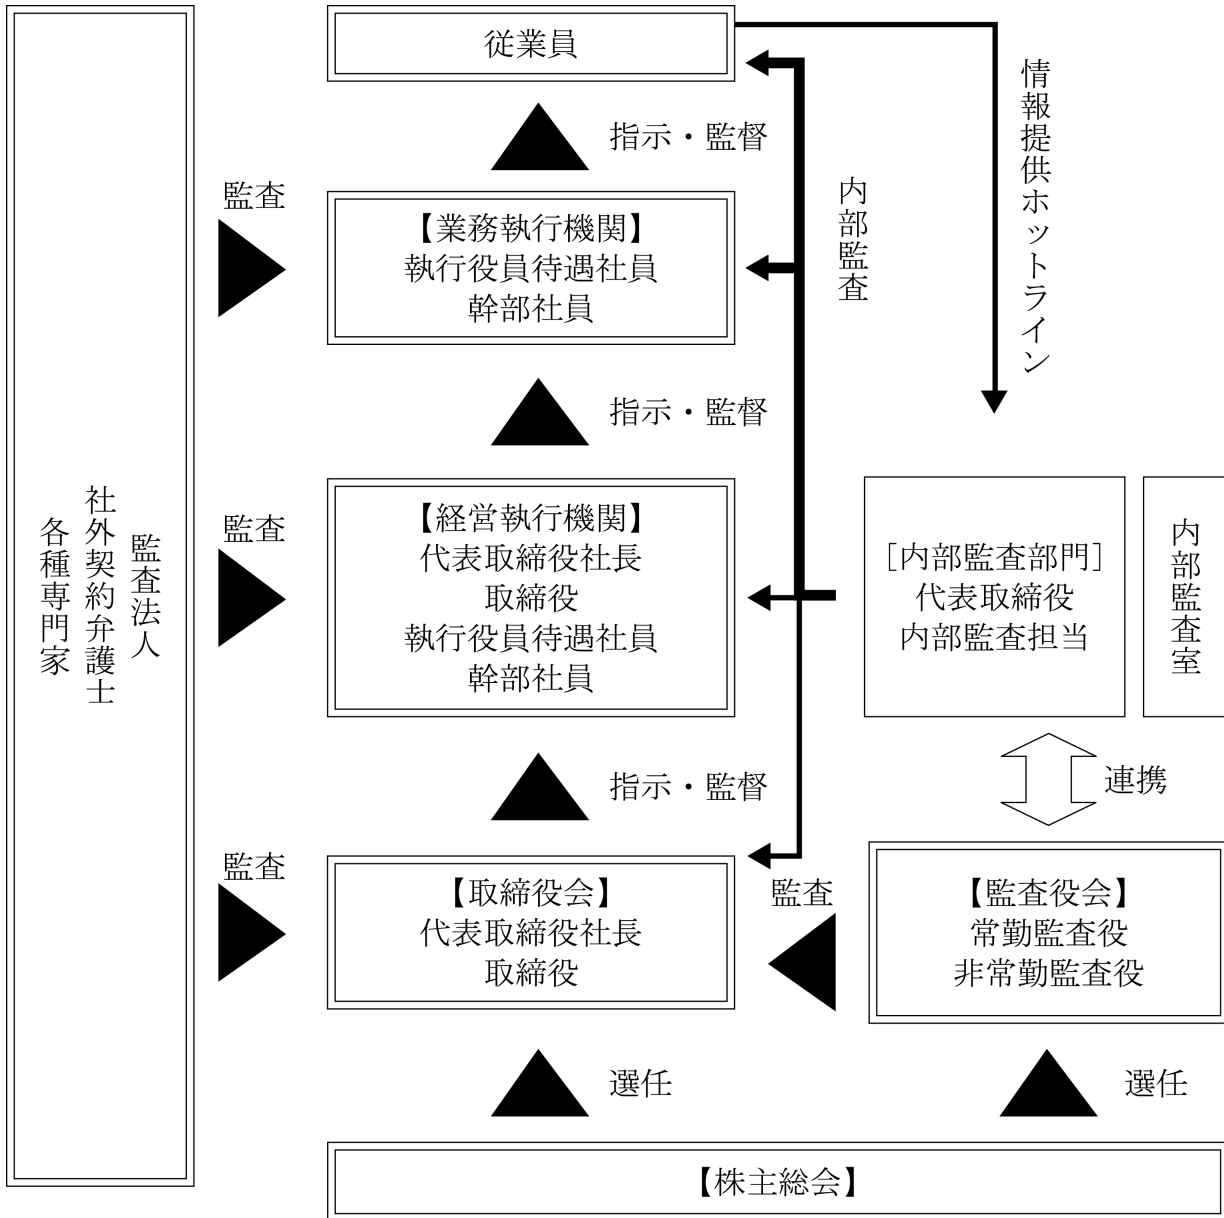 従業員
指示・監督
監査
【業務執行機関】
執行役員待遇社員
幹部社員
内部監査
情報提供ホットライン
指示・監督
監査法人
社外契約弁護士
各種専門家
監査
【経営執行機関】
代表取締役社長
取締役
執行役員待遇社員
幹部社員
［内部監査部門］
代表取締役
内部監査担当
内部監査室
指示・監督
連携
監査
【取締役会】
代表取締役社長
取締役
監査
【監査役会】
常勤監査役
非常勤監査役
選任
選任
【株主総会】